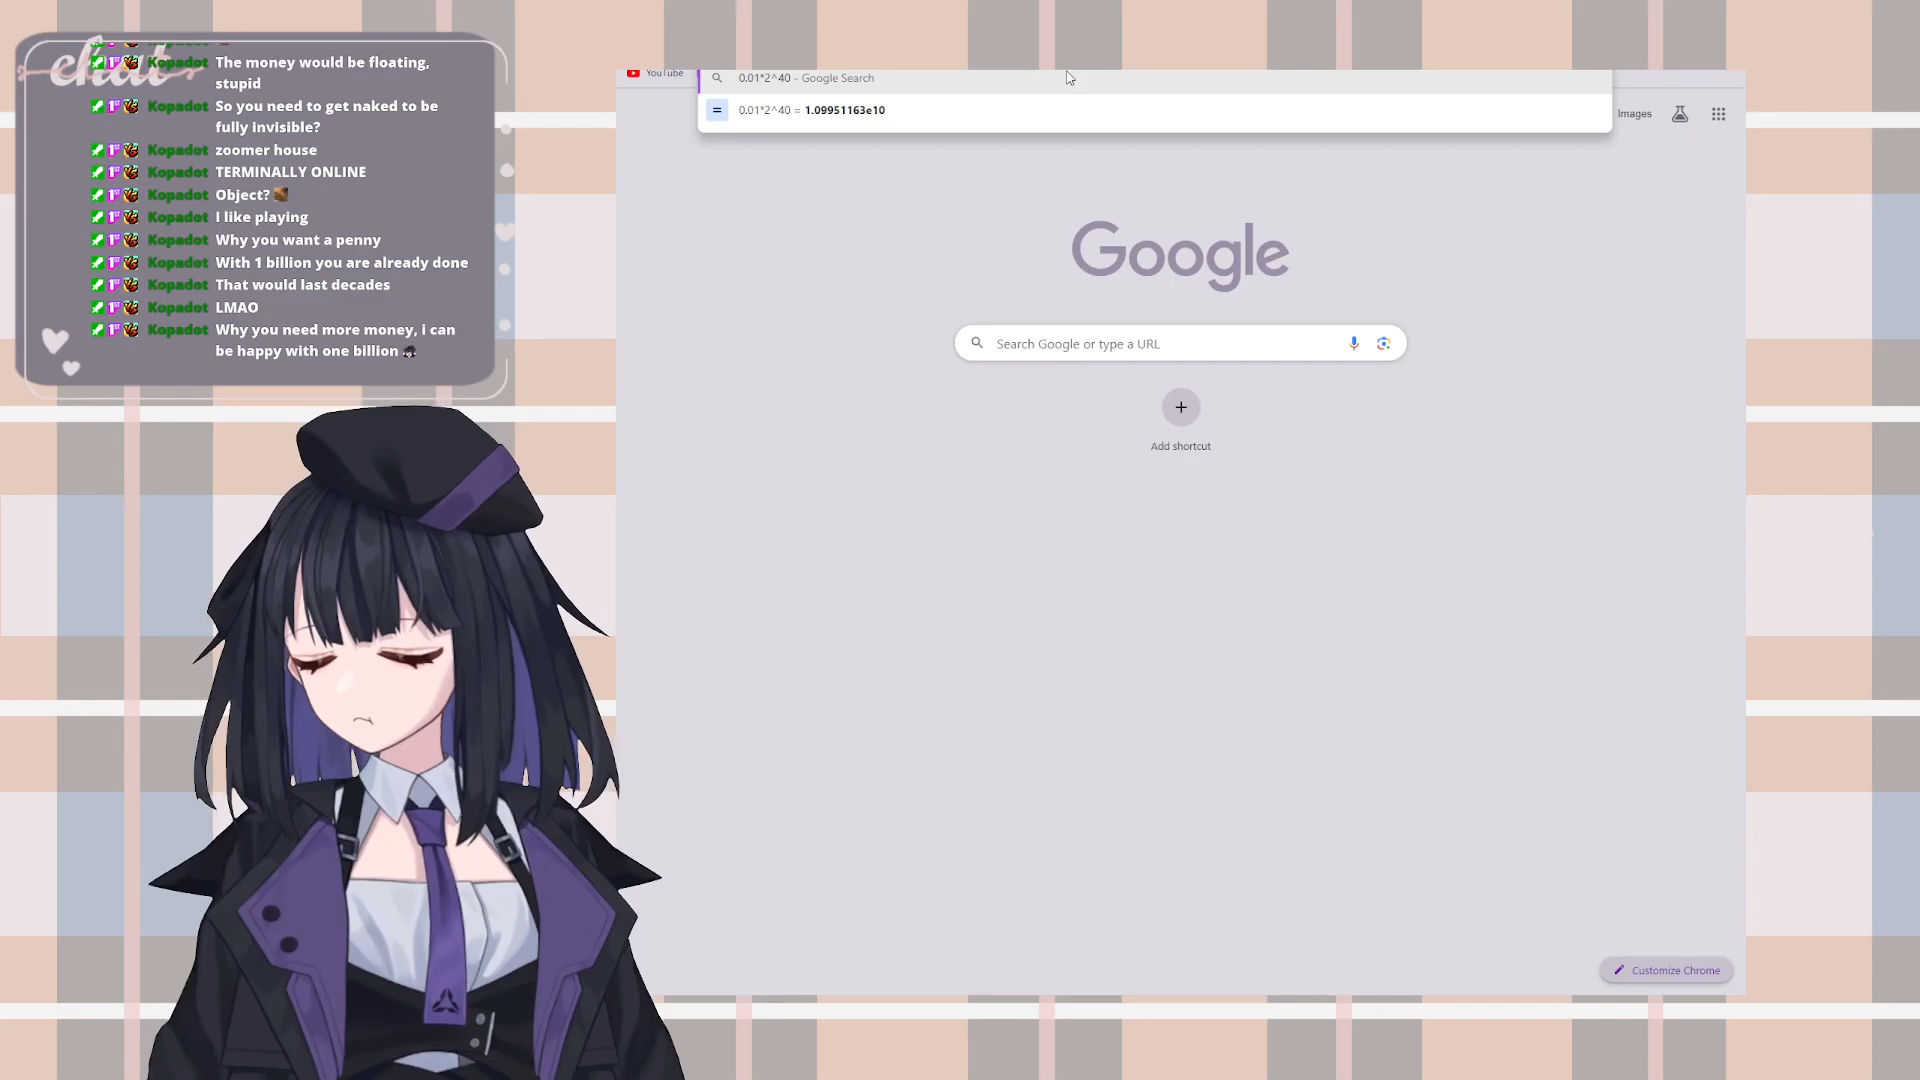 chat
Kopadot
The money would be floating,
stupid
Kopadot So you need to get naked to be
fully invisible?
Kopadot zoomer house
Kopadot TERMINALLY ONLINE
Kopadot Object?
Kopadot I like playing
Kopadot Why you want a penny
Kopadot With 1 billion you are already done
Kopadot That would last decades
Kopadot LMAO
Kopadot Why you need more money, i can
be happy with one billion
YouTube
0.01*2^40 - Google Search
0.01*2^40 = 1.09951163e10
Images
Google
Search Google or type a URL
Add shortcut
Customize Chrome